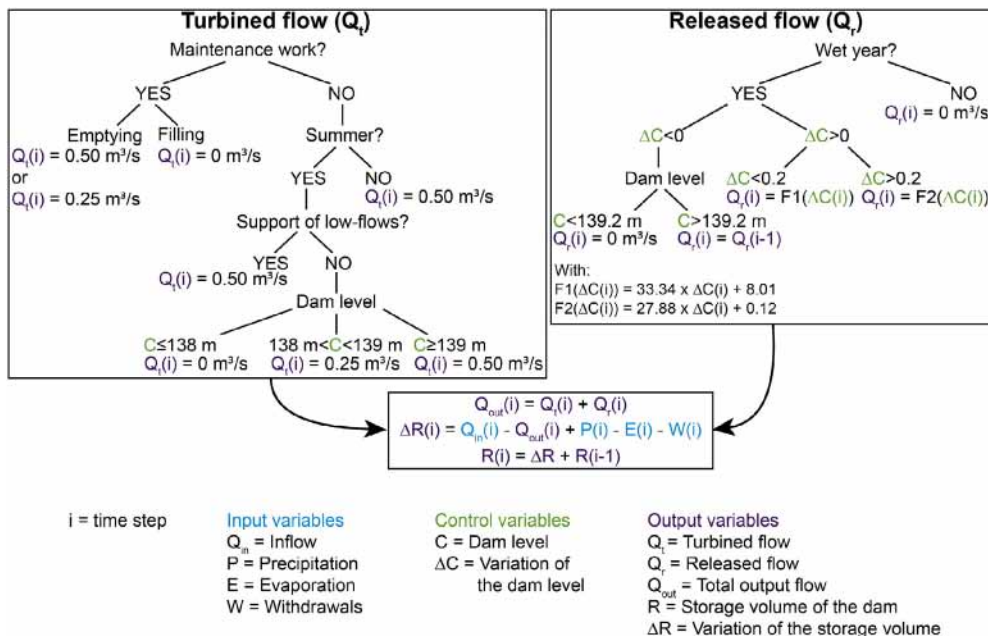 Turbined flow (Qt)
Maintenance work?
YES
NO
Emptying
Filling
Qt(i) = 0.50 m³/s
Qt(i) = 0 m³/s
or
Qt(i) = 0.25 m³/s
Summer?
YES
NO
Qt(i) = 0.50 m³/s
Support of low-flows?
YES
NO
Qt(i) = 0.50 m³/s
Dam level
C≤138 m
138 m<C<139 m
C≥139 m
Qt(i) = 0 m³/s
Qt(i) = 0.25 m³/s
Qt(i) = 0.50 m³/s
Released flow (Qr)
Wet year?
YES
NO
Qr(i) = 0 m³/s
ΔC<0
ΔC>0
Dam level
ΔC<0.2
ΔC>0.2
Qr(i) = F1(ΔC(i))
Qr(i) = F2(ΔC(i))
C<139.2 m
C>139.2 m
Qr(i) = 0 m³/s
Qr(i) = Qr(i-1)
With:
F1(ΔC(i)) = 33.34 x ΔC(i) + 8.01
F2(ΔC(i)) = 27.88 x ΔC(i) + 0.12
Qout(i) = Qt(i) + Qr(i)
ΔR(i) = Qin(i) - Qout(i) + P(i) - E(i) - W(i)
R(i) = ΔR + R(i-1)
i = time step
Input variables
Qin = Inflow
P = Precipitation
E = Evaporation
W = Withdrawals
Control variables
C = Dam level
ΔC = Variation of
the dam level
Output variables
Qt = Turbined flow
Qr = Released flow
Qout = Total output flow
R = Storage volume of the dam
ΔR = Variation of the storage volume